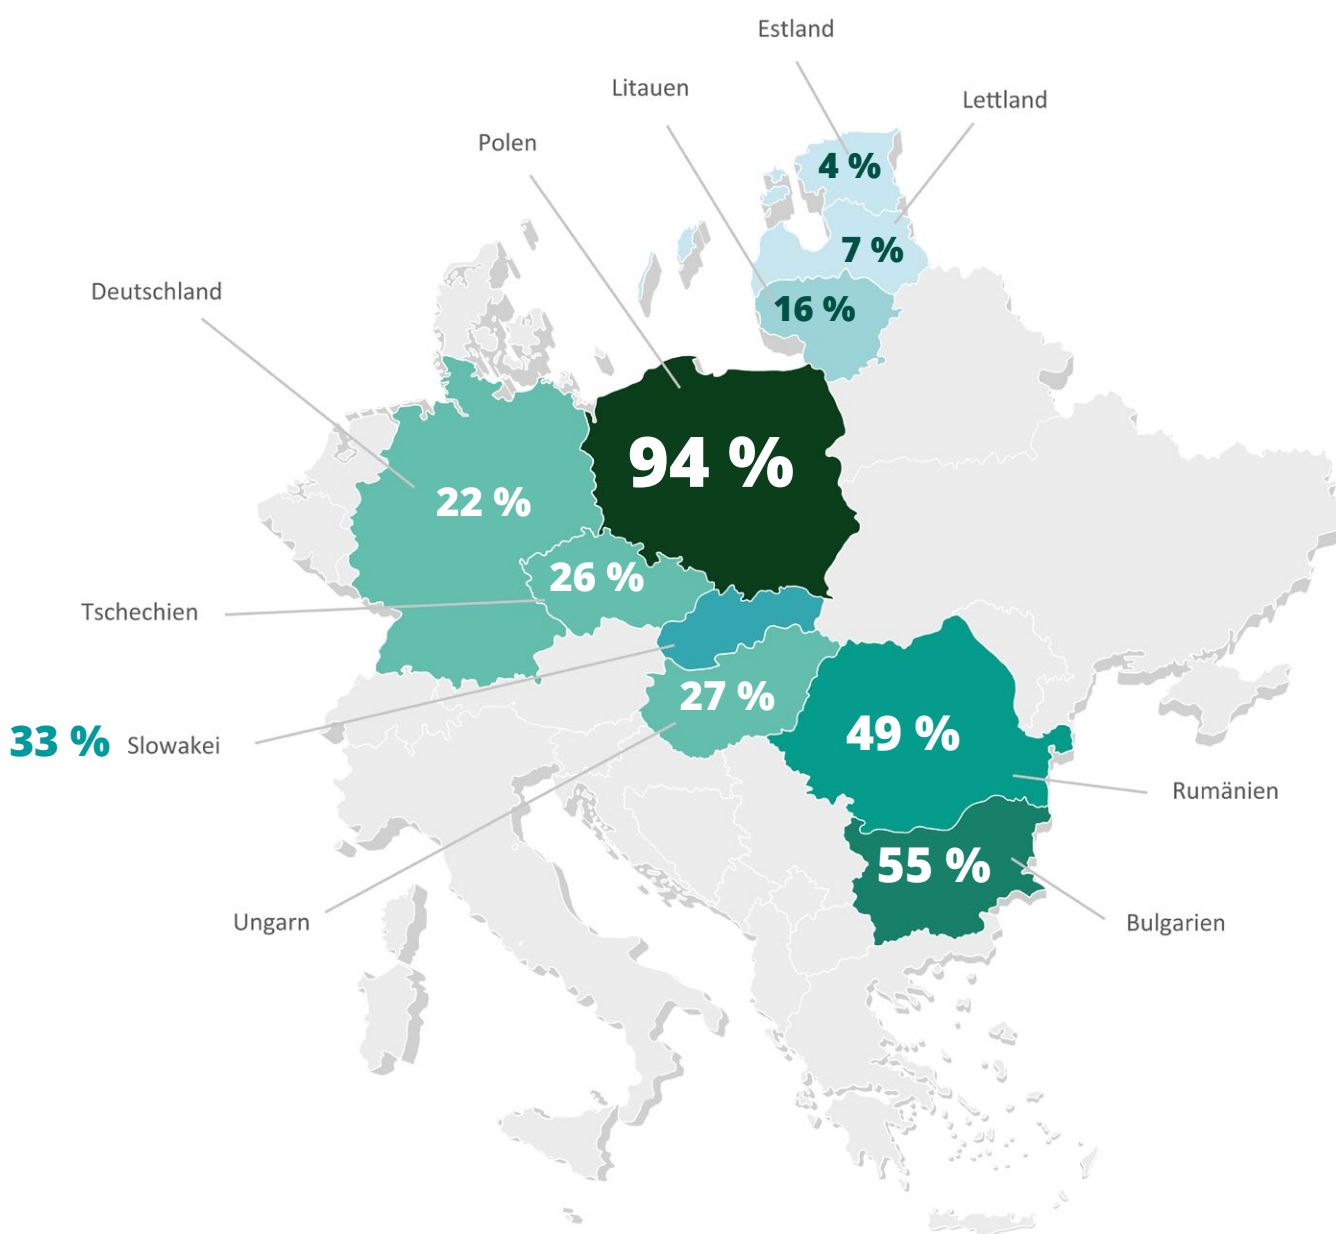 Estland
Litauen
Lettland
Polen
4 %
7 %
Deutschland
16 %
94 %
22 %
26 %
Tschechien
27 %
49 %
33 % Slowakei
Rumänien
55 %
Ungarn
Bulgarien